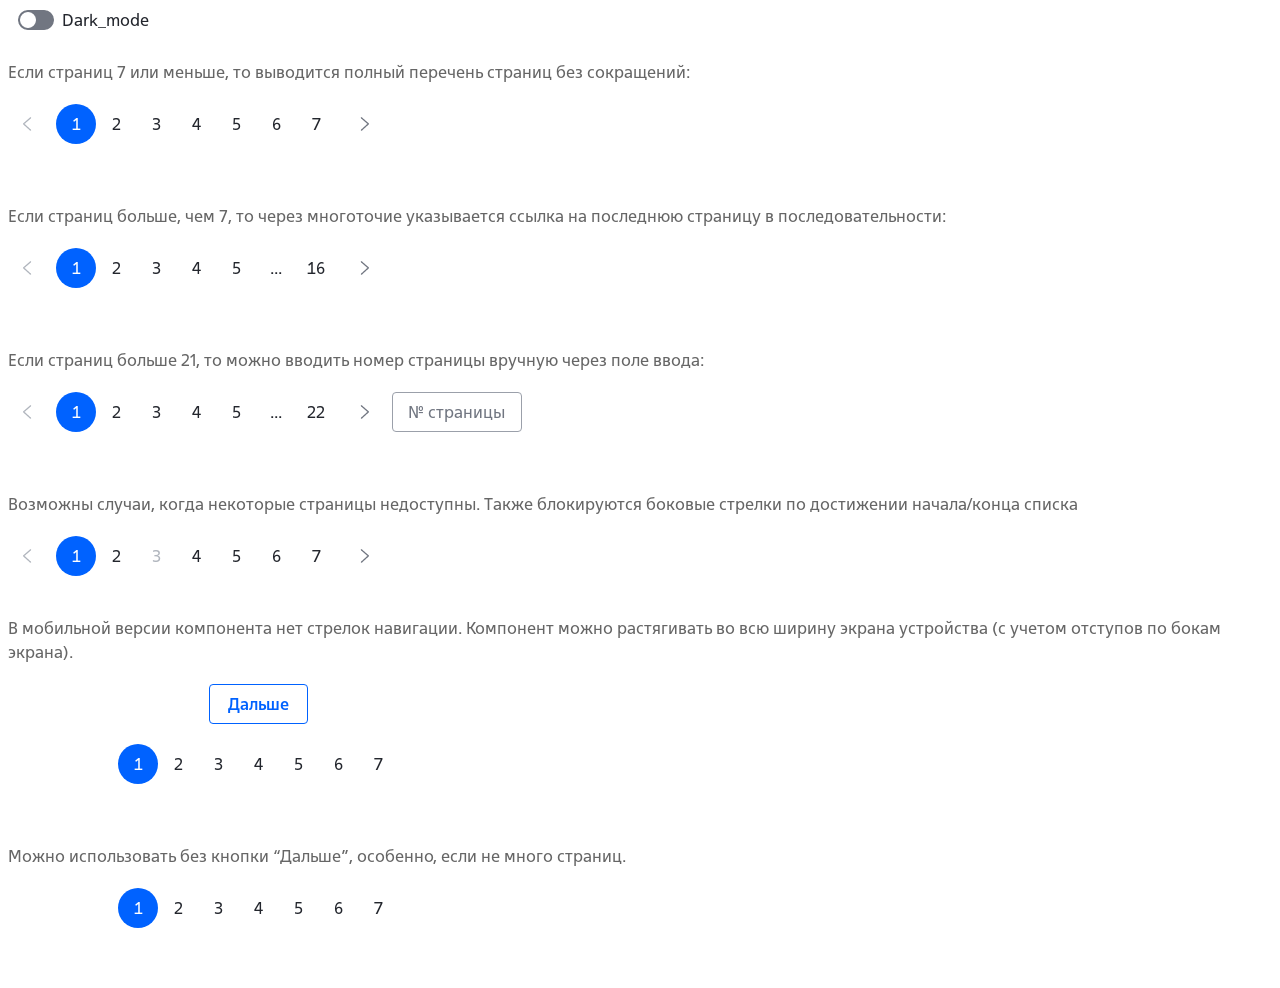 Dark_mode
Если страниц 7 или меньше, то выводится полный перечень страниц без сокращений:
1 2 3 4 5 6 7
Если страниц больше, чем 7, то через многоточие указывается ссылка на последнюю страницу в последовательности:
1 2 3 4 5 ... 16
Если страниц больше 21, то можно вводить номер страницы вручную через поле ввода:
1 2 3 4 5 ... 22 № страницы
Возможны случаи, когда некоторые страницы недоступны. Также блокируются боковые стрелки по достижении начала/конца списка
1 2 3 4 5 6 7
В мобильной версии компонента нет стрелок навигации. Компонент можно растягивать во всю ширину экрана устройства (с учетом отступов по бокам
экрана).
Дальше
1 2 3 4 5 6 7
Можно использовать без кнопки “Дальше”, особенно, если не много страниц.
1 2 3 4 5 6 7